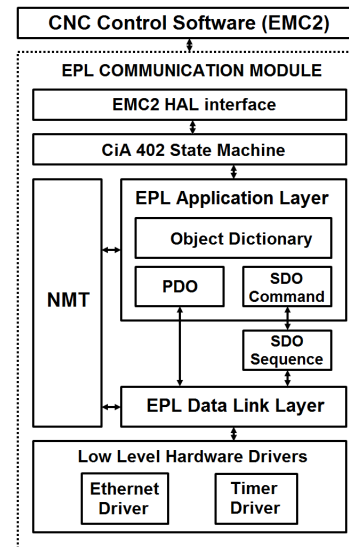 CNC Control Software (EMC2)
EPL COMMUNICATION MODULE
EMC2 HAL interface
CiA 402 State Machine
NMT
EPL Application Layer
Object Dictionary
PDO
SDO
Command
SDO
Sequence
EPL Data Link Layer
Low Level Hardware Drivers
Ethernet
Driver
Timer
Driver